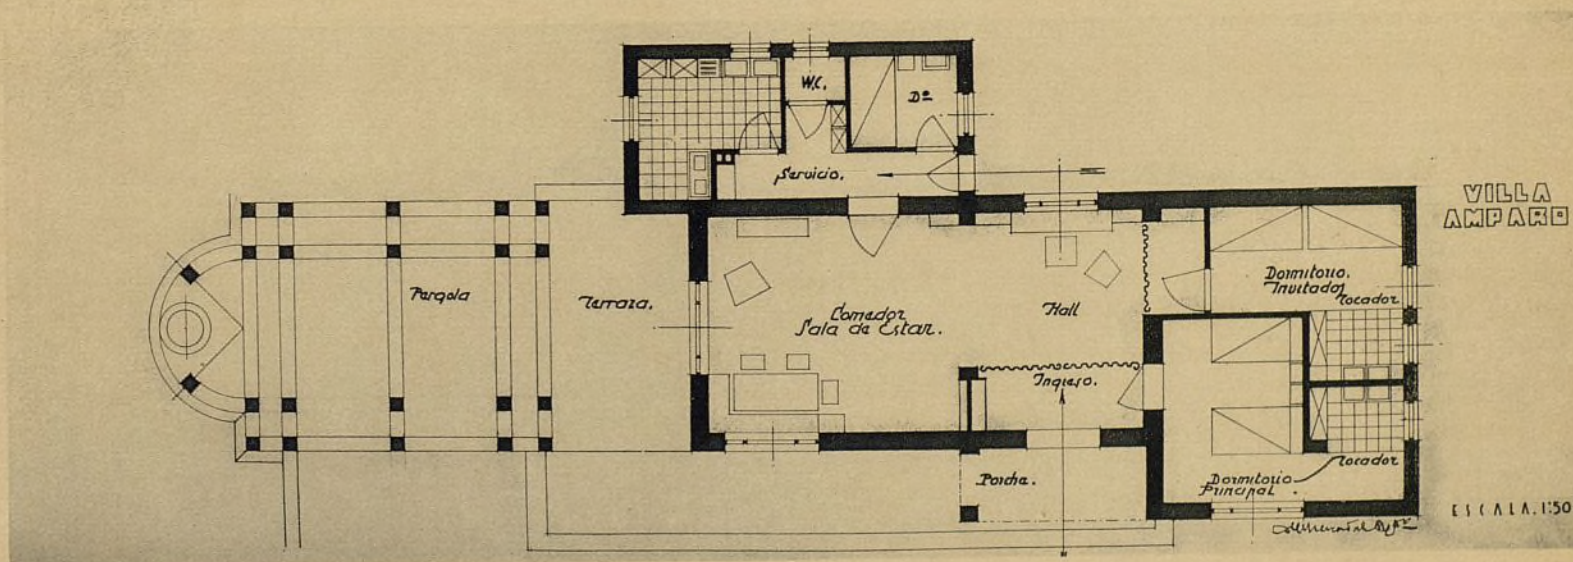 W.C.
Dº
Servicio.
VILLA
AMPARO
Pergola
Terraza.
Comedor
Sala de Estar.
Hall
Dormitorio.
Invitados
Tocador
Ingreso.
Porche.
Dormitorio
Principal.
Tocador
ESCALA. 1:50